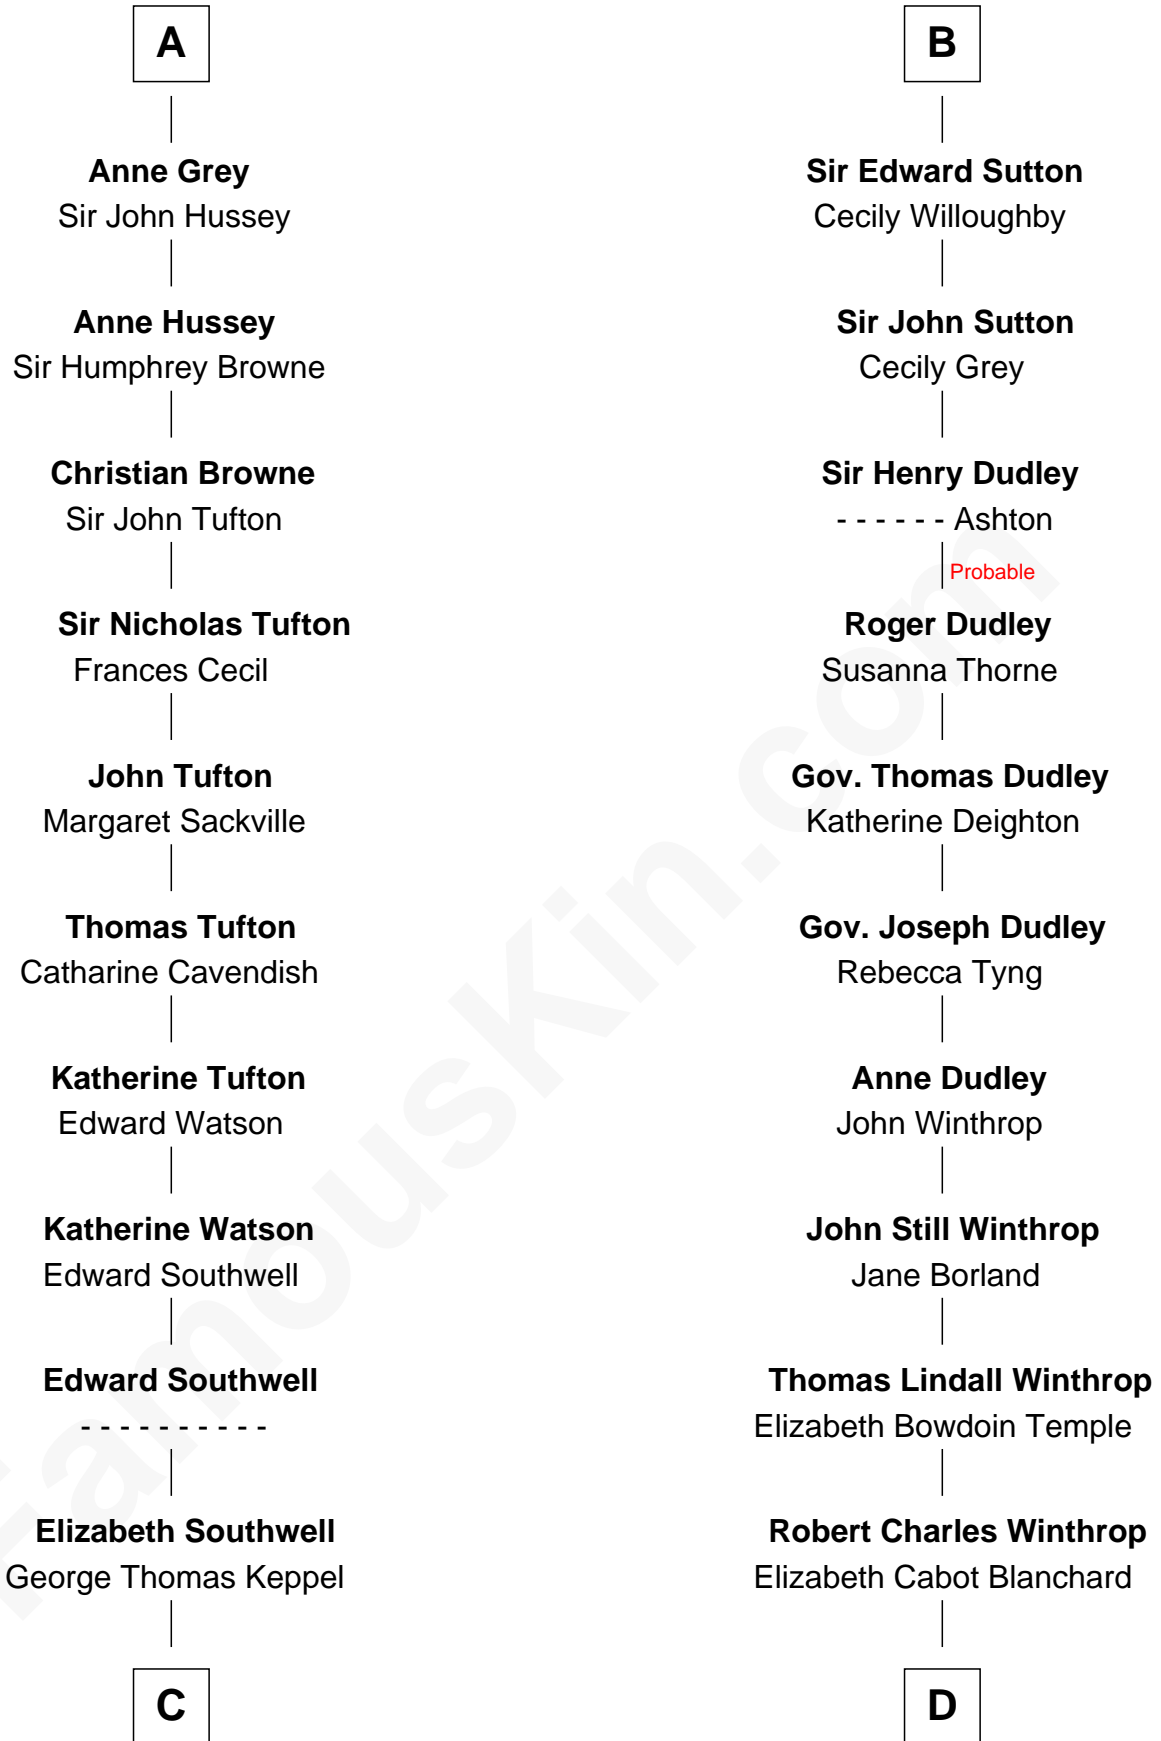 A
Anne Grey
Sir John Hussey
Anne Hussey
Sir Humphrey Browne
Christian Browne
Sir John Tufton
Sir Nicholas Tufton
Frances Cecil
John Tufton
Margaret Sackville
Thomas Tufton
Catharine Cavendish
Katherine Tufton
Edward Watson
Katherine Watson
Edward Southwell
Edward Southwell
- - - - - - - - - -
Elizabeth Southwell
George Thomas Keppel
C
B
Sir Edward Sutton
Cecily Willoughby
Sir John Sutton
Cecily Grey
Sir Henry Dudley
- - - - - - Ashton
Probable
Roger Dudley
Susanna Thorne
Gov. Thomas Dudley
Katherine Deighton
Gov. Joseph Dudley
Rebecca Tyng
Anne Dudley
John Winthrop
John Still Winthrop
Jane Borland
Thomas Lindall Winthrop
Elizabeth Bowdoin Temple
Robert Charles Winthrop
Elizabeth Cabot Blanchard
D
FamousKin.com